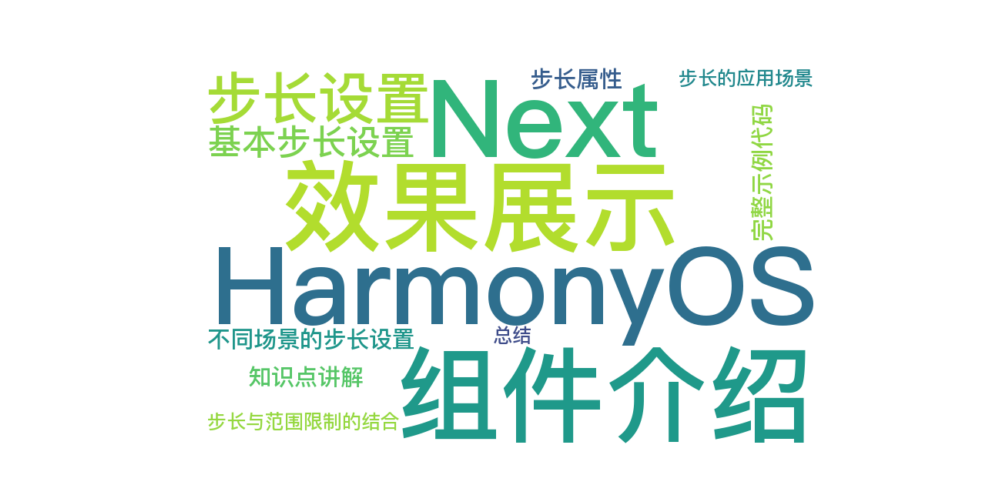 步长设置
Next
步长属性
步长的应用场景
基本步长设置
完整示例代码
效果展示
HarmonyOS
不同场景的步长设置
总结
组件介绍
知识点讲解
步长与范围限制的结合